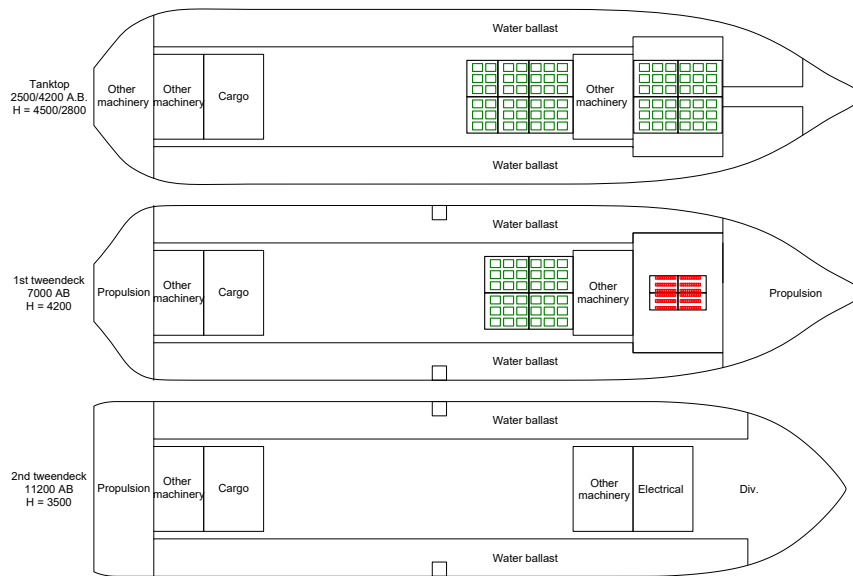 Water ballast
Tanktop
2500/4200 A.B.
H = 4500/2800
Other
machinery
Other
machinery
Cargo
Other
machinery
Water ballast
Water ballast
1st tweendeck
7000 AB
H = 4200
Propulsion
Other
machinery
Cargo
Other
machinery
Propulsion
Water ballast
Water ballast
2nd tweendeck
11200 AB
H = 3500
Propulsion
Other
machinery
Cargo
Other
machinery
Electrical
Div.
Water ballast